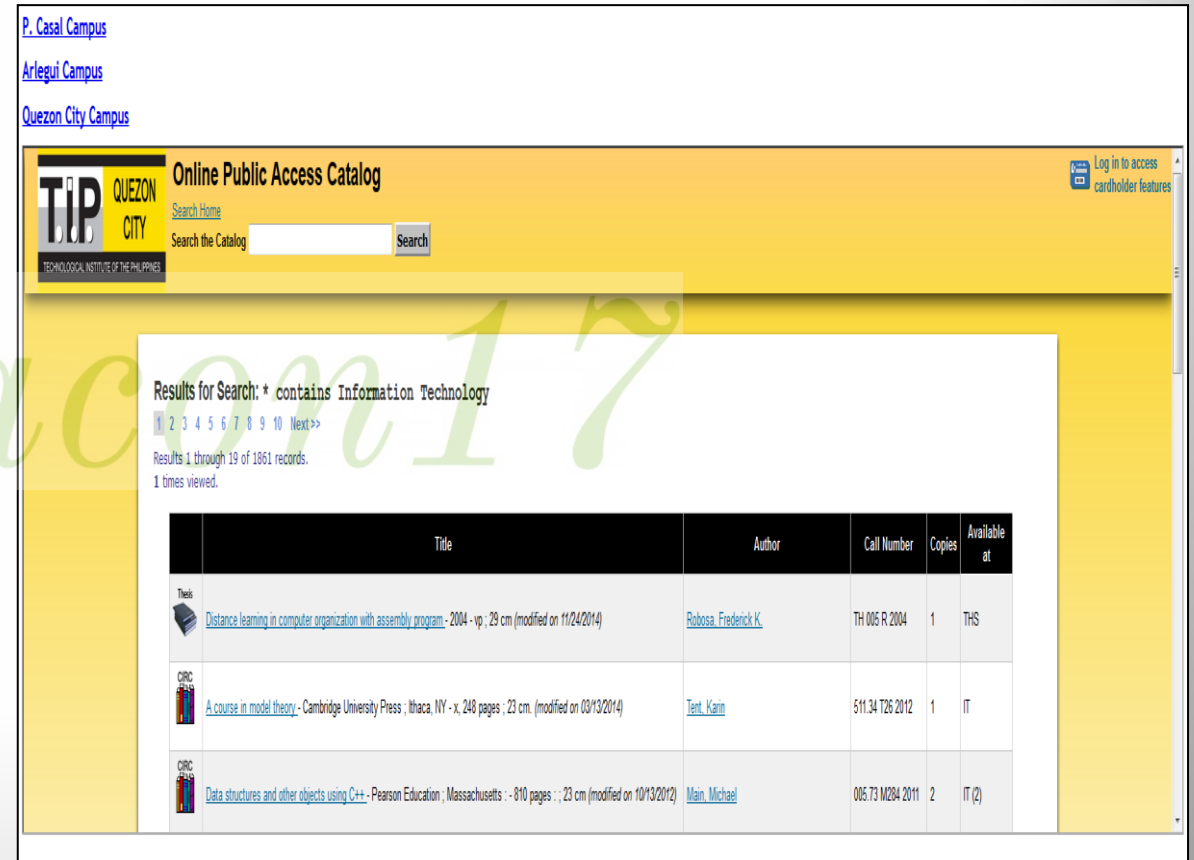 P. Casal Campus
Arlegui Campus
Quezon City Campus
T.I.P. QUEZON CITY
TECHNOLOGICAL INSTITUTE OF THE PHILIPPINES
Online Public Access Catalog
Search Home
Search the Catalog Search
Log in to access
cardholder features
acon17
Results for Search: * contains Information Technology
1 2 3 4 5 6 7 8 9 10 Next >>
Results 1 through 19 of 1861 records.
1 times viewed.
Title Author Call Number Copies Available at
Thesis
Distance learning in computer organization with assembly program - 2004 - vp ; 29 cm (modified on 11/24/2014) Robosa, Frederick K. TH 005 R 2004 1 THS
CIRC
A course in model theory - Cambridge University Press ; Ithaca, NY - x, 248 pages ; 23 cm. (modified on 03/13/2014) Tent, Karin 511.34 T26 2012 1 IT
CIRC
Data structures and other objects using C++ - Pearson Education ; Massachusetts : - 810 pages : ; 23 cm (modified on 10/13/2012) Main, Michael 005.73 M284 2011 2 IT (2)